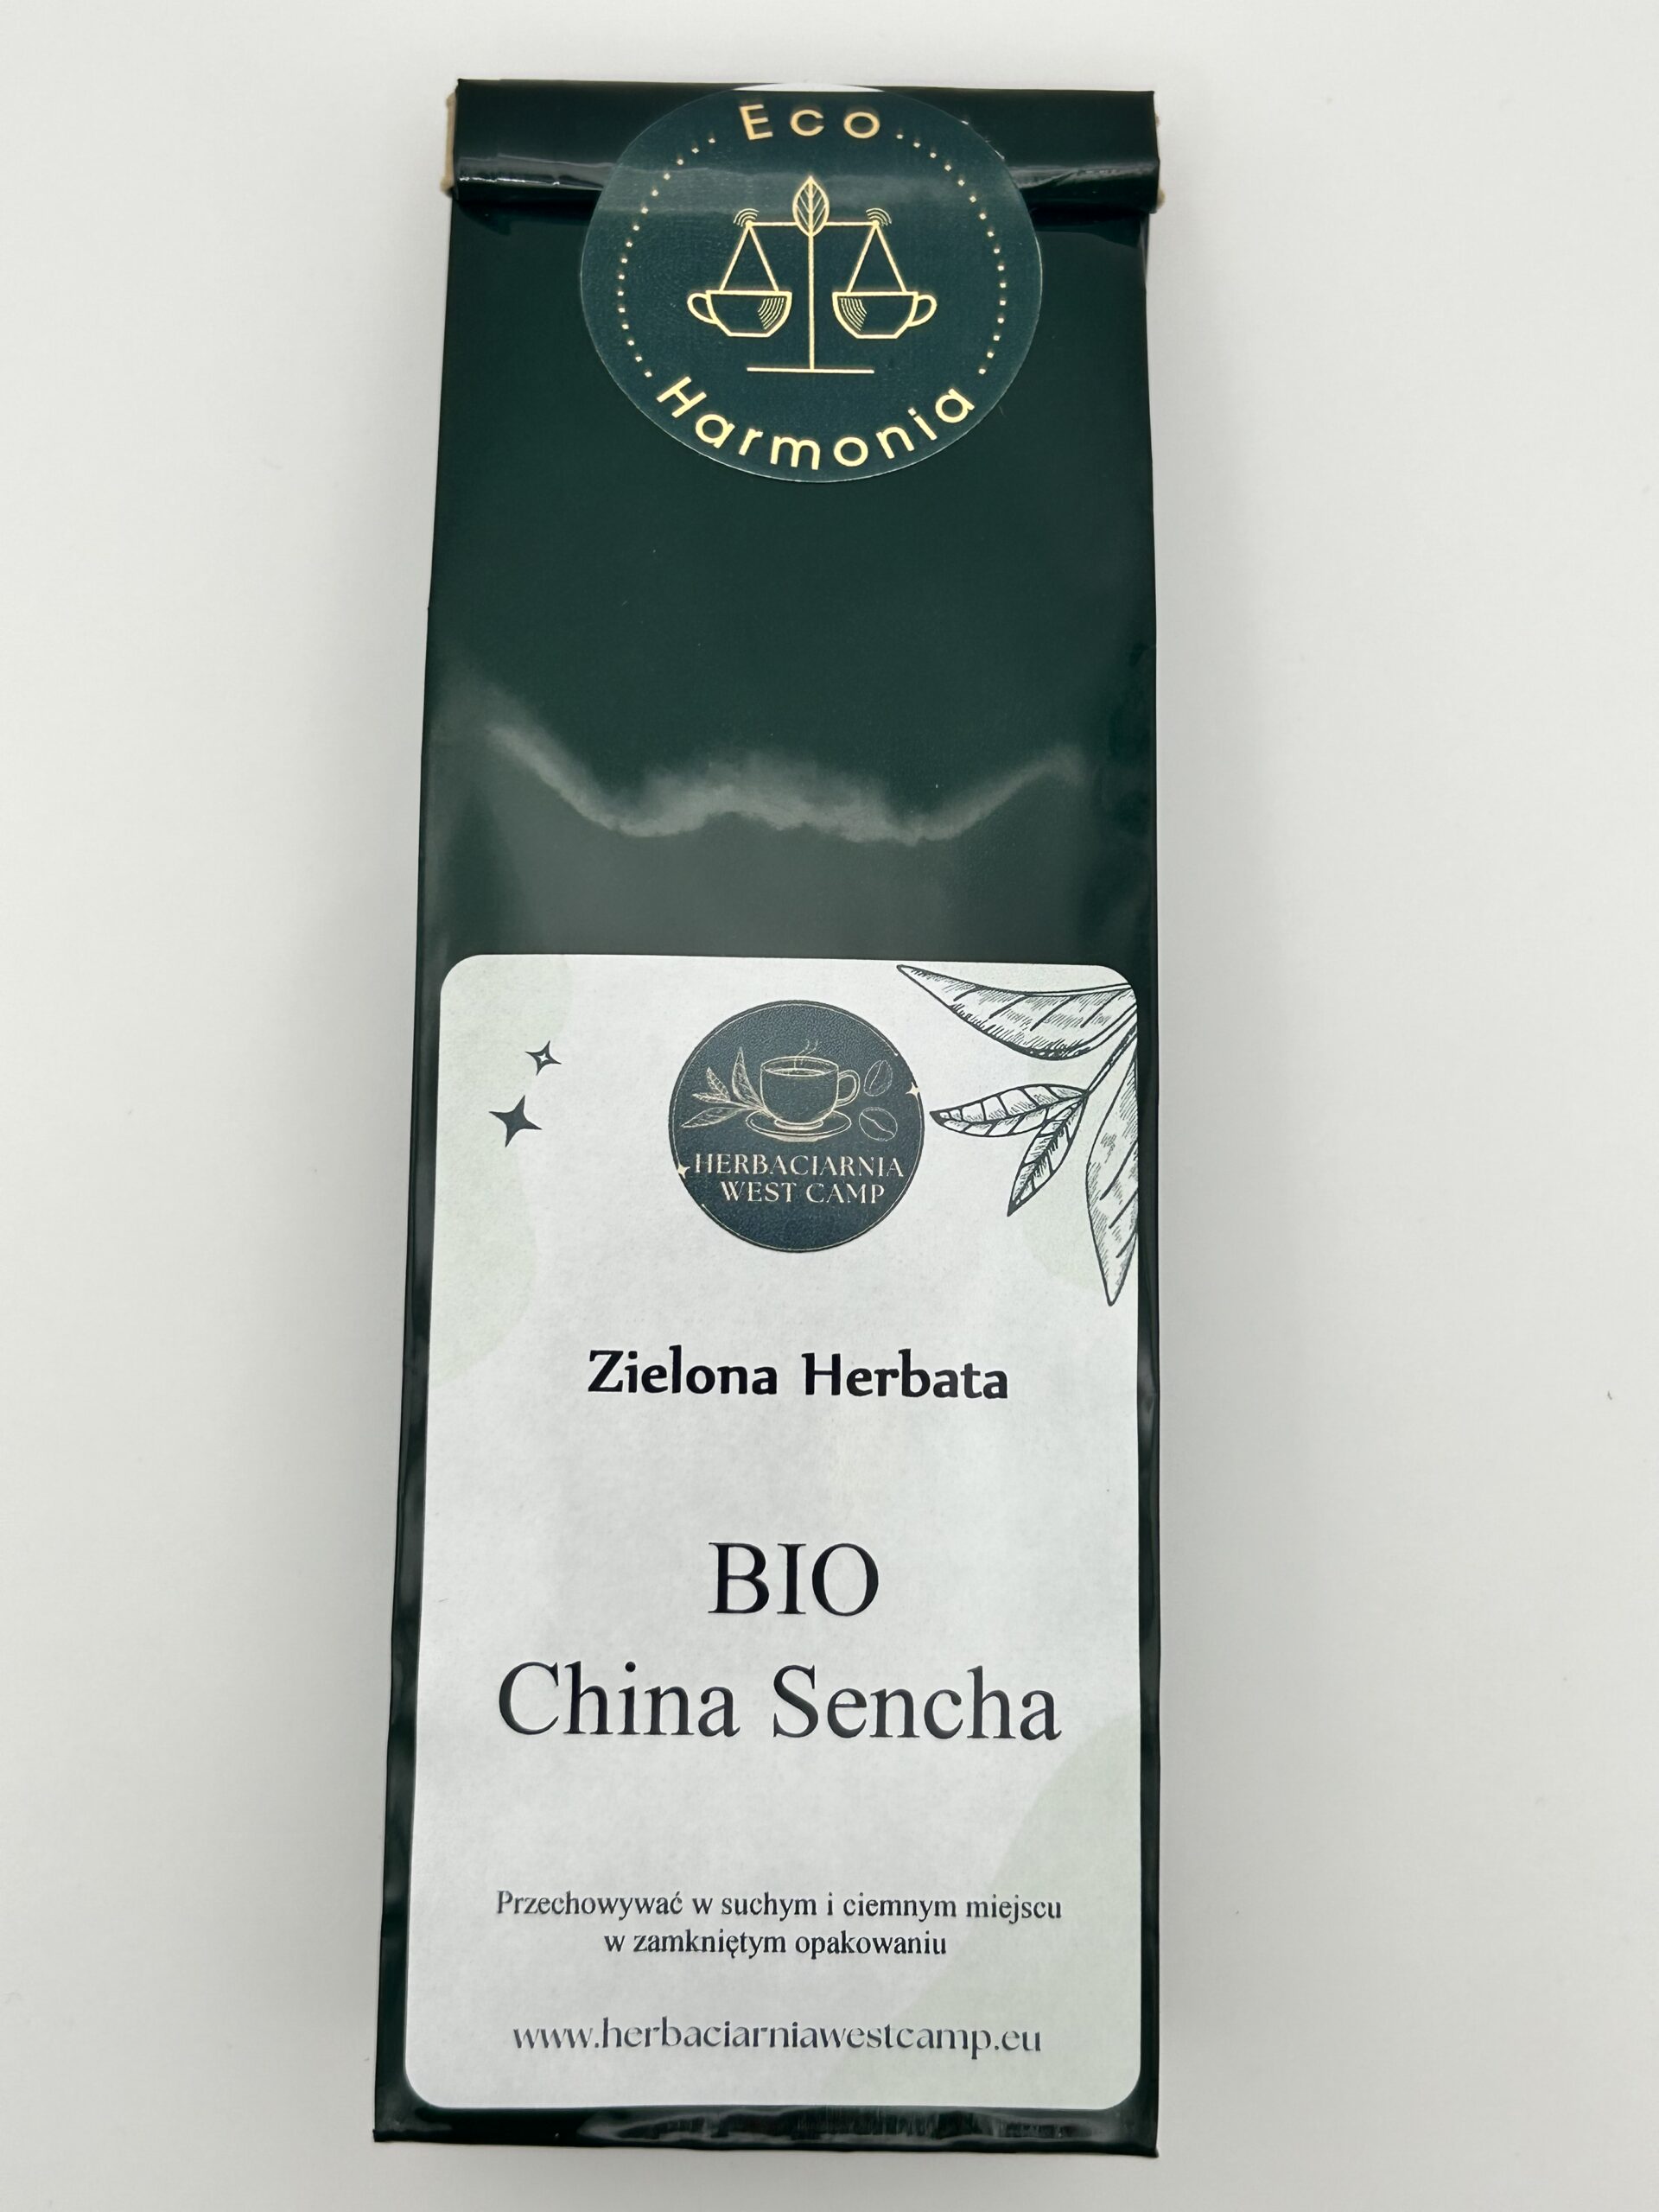 Eco
Harmonia
HERBACIARNIA
WEST CAMP
Zielona Herbata
BIO
China Sencha
Przechowywać w suchym i ciemnym miejscu
w zamkniętym opakowaniu
www.herbaciarniawestcamp.eu